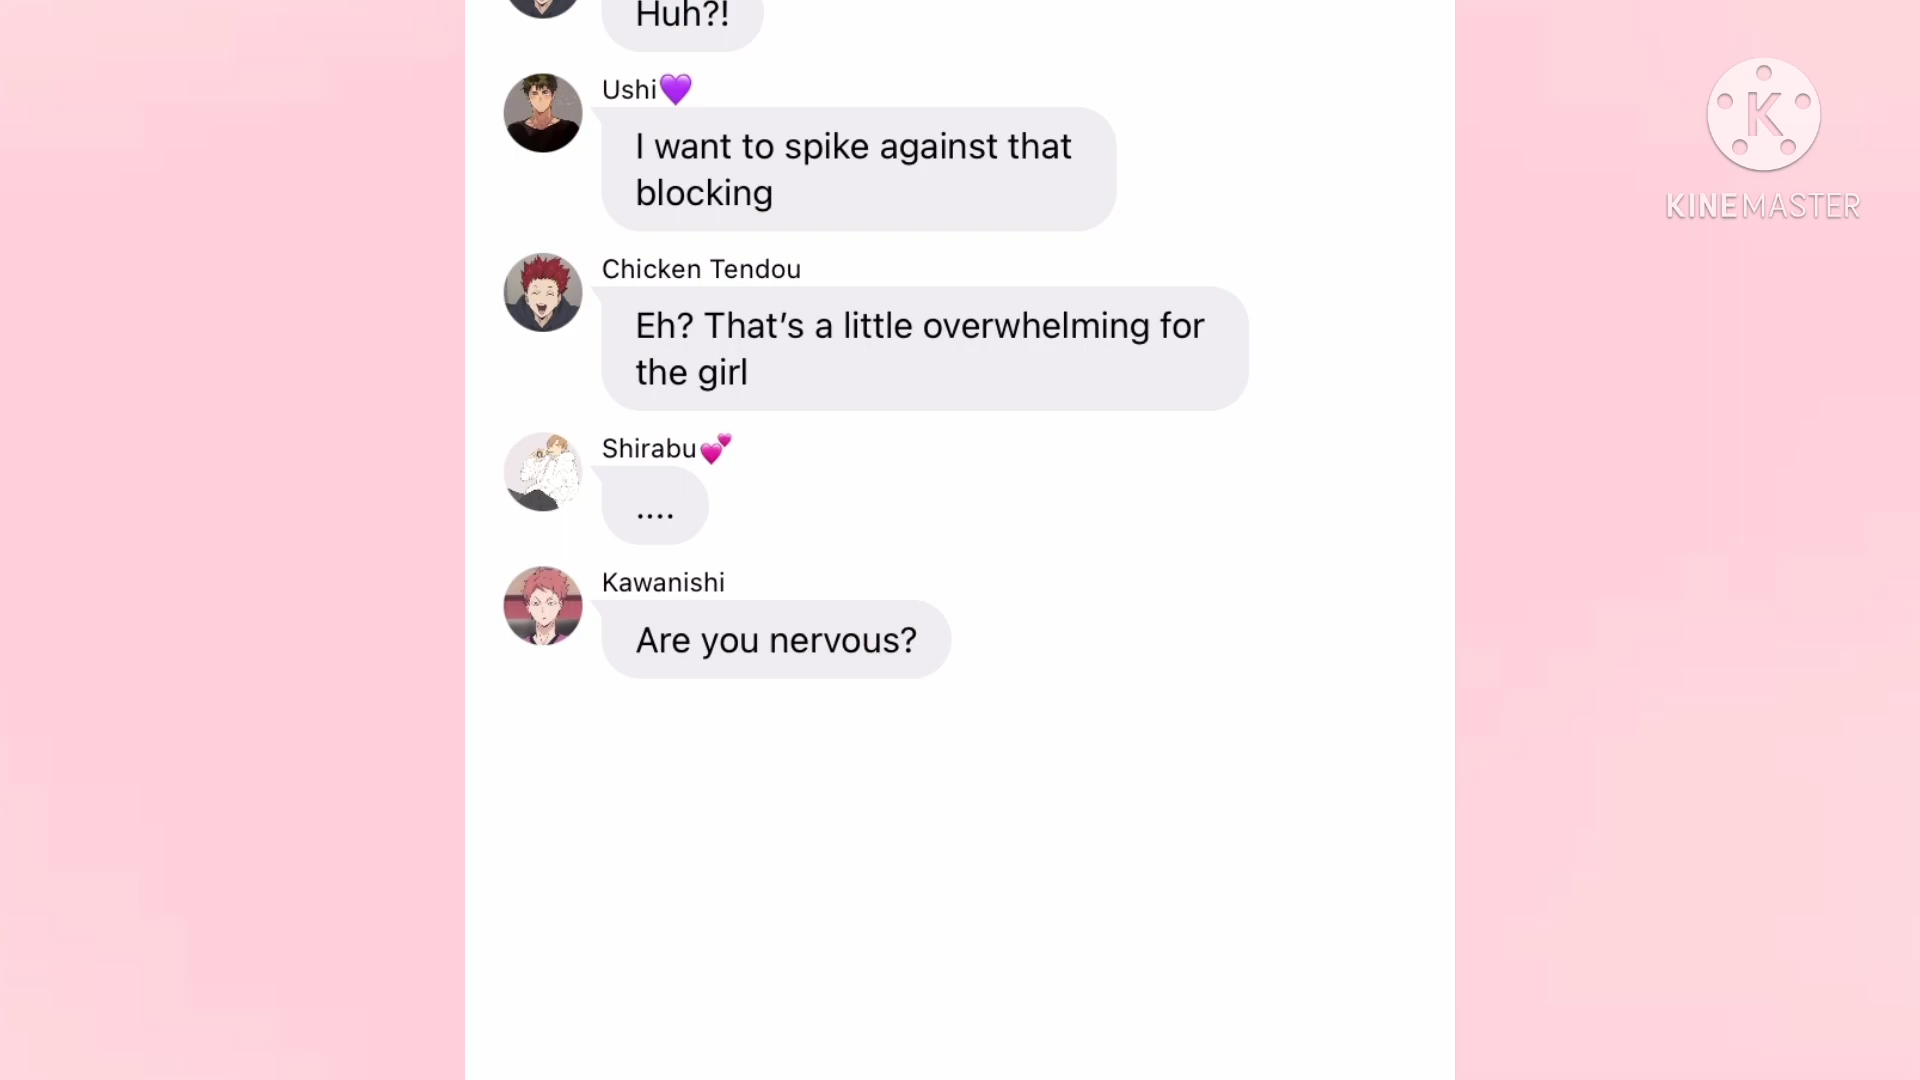 Huh?!
Ushi💜
I want to spike against that
blocking
Chicken Tendou
Eh? That’s a little overwhelming for
the girl
Shirabu💕
....
Kawanishi
Are you nervous?
K
KINEMASTER